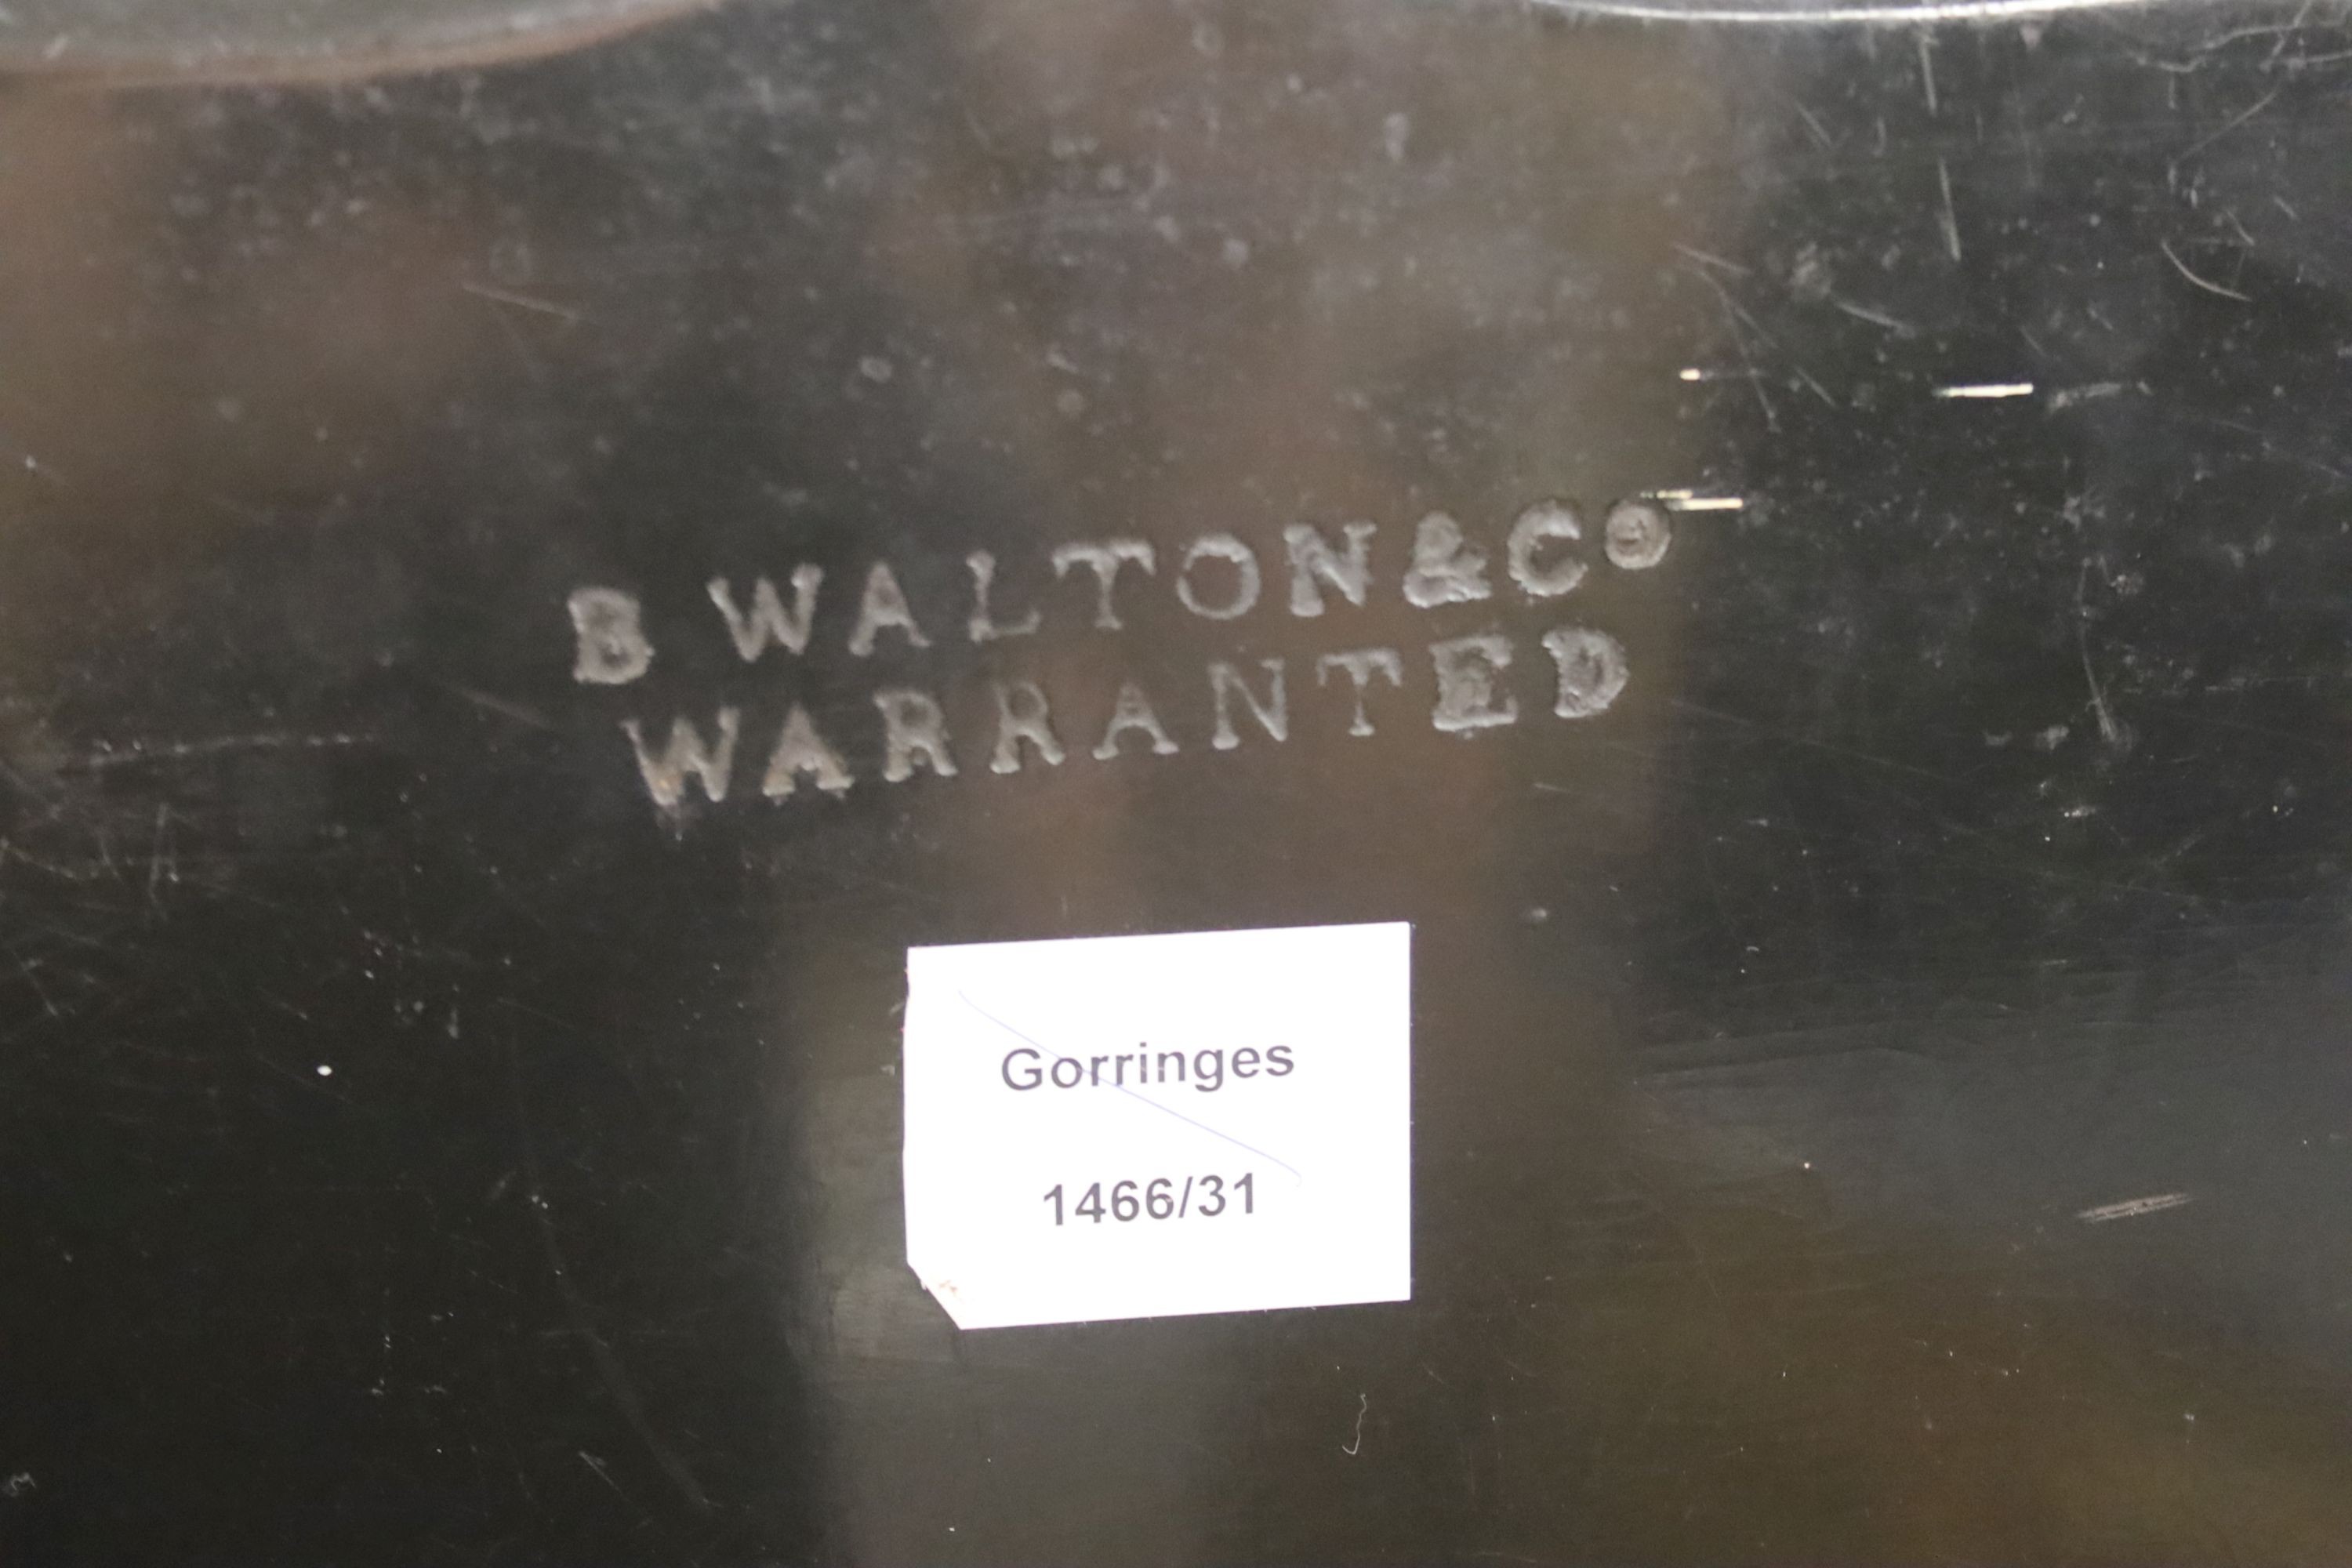 B WALTON & Cº
WARRANTED
Gorringes
1466/31